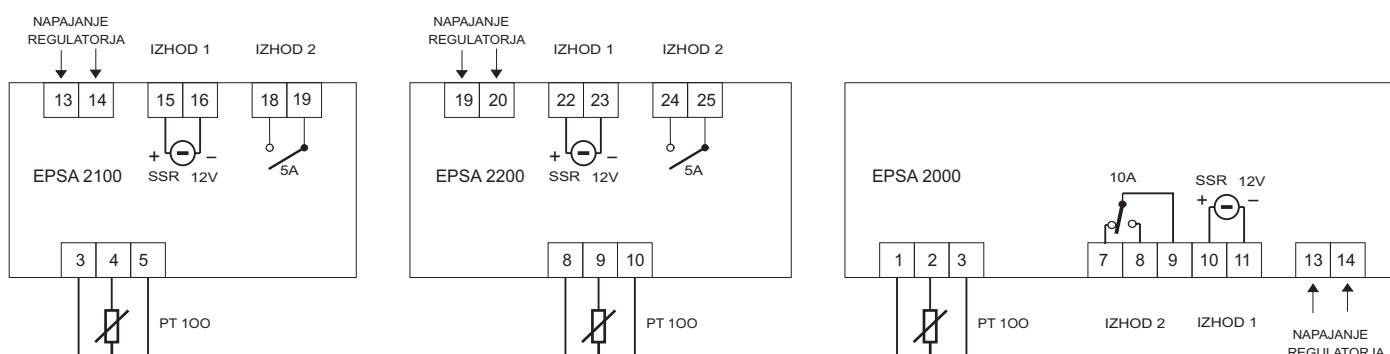 NAPAJANJE
REGULATORJA
IZHOD 1
IZHOD 2
13 14
15 16
18 19
+ –
SSR 12V
5A
EPSA 2100
3 4 5
PT 1OO
NAPAJANJE
REGULATORJA
IZHOD 1
IZHOD 2
19 20
22 23
24 25
+ –
SSR 12V
5A
EPSA 2200
8 9 10
PT 1OO
EPSA 2000
10A
SSR 12V
+ –
1 2 3
7 8 9 10 11
13 14
PT 1OO
IZHOD 2
IZHOD 1
NAPAJANJE
REGULATORJA